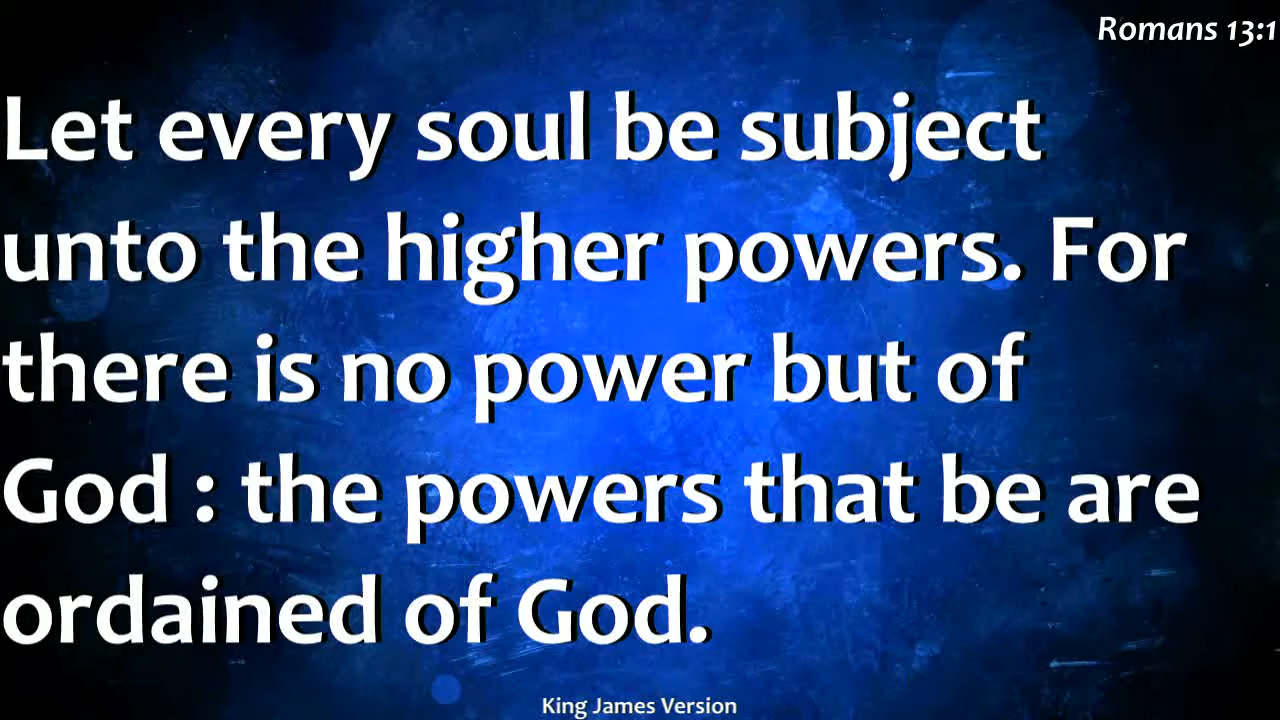 Romans 13:1
Let every soul be subject
unto the higher powers. For
there is no power but of
God : the powers that be are
ordained of God.
King James Version